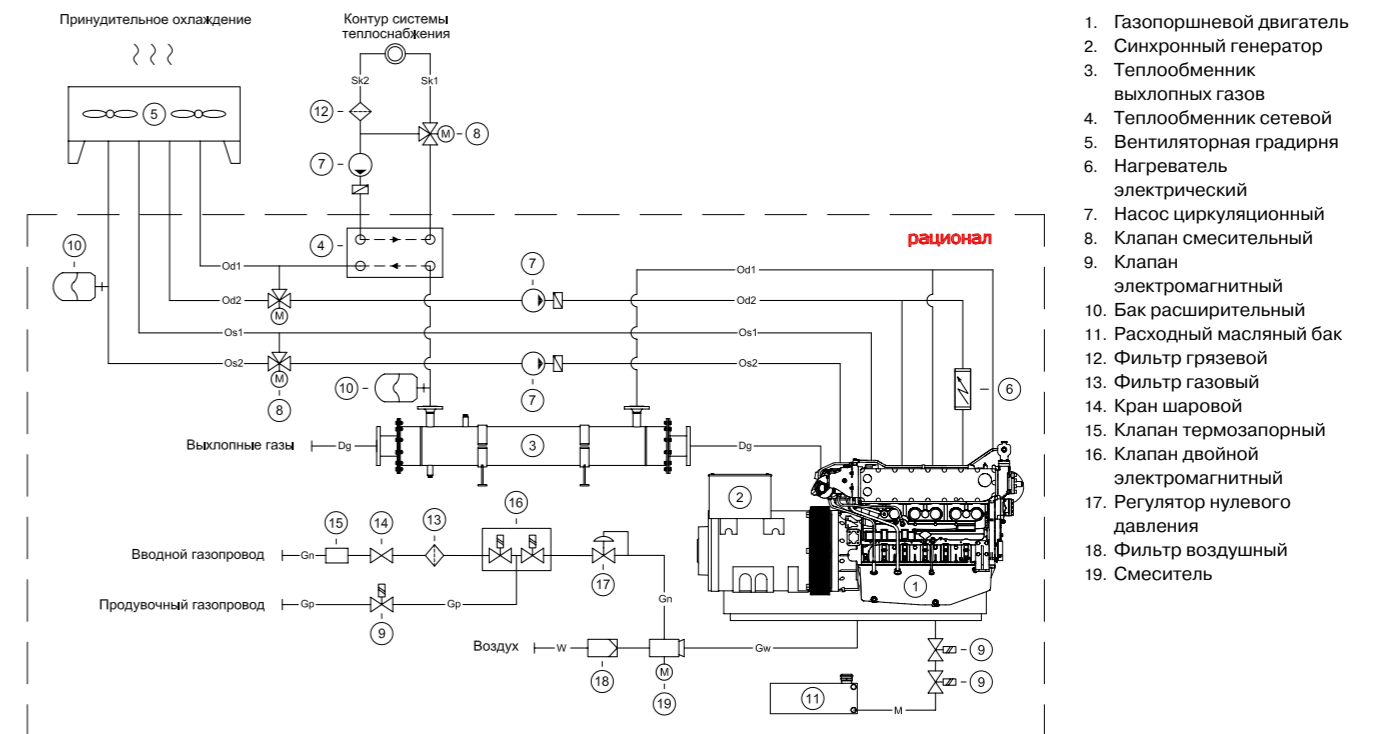 Принудительное охлаждение
Контур системы
теплоснабжения
Sk2
Sk1
12
M
8
5
7
рационал
10
4
Od1
7
Od1
Od2
M
Od2
Os1
Os1
Os2
M
8
Os2
7
10
6
Выхлопные газы
Dg
3
Dg
2
16
15
14
13
Вводной газопровод
Gn
17
Gn
1
Продувочный газопровод
Gp
Gp
9
Воздух
W
18
M
19
Gw
9
9
11
M
1. Газопоршневой двигатель
2. Синхронный генератор
3. Теплообменник
выхлопных газов
4. Теплообменник сетевой
5. Вентиляторная градирня
6. Нагреватель
электрический
7. Насос циркуляционный
8. Клапан смесительный
9. Клапан
электромагнитный
10. Бак расширительный
11. Расходный масляный бак
12. Фильтр грязевой
13. Фильтр газовый
14. Кран шаровой
15. Клапан термозапорный
16. Клапан двойной
электромагнитный
17. Регулятор нулевого
давления
18. Фильтр воздушный
19. Смеситель